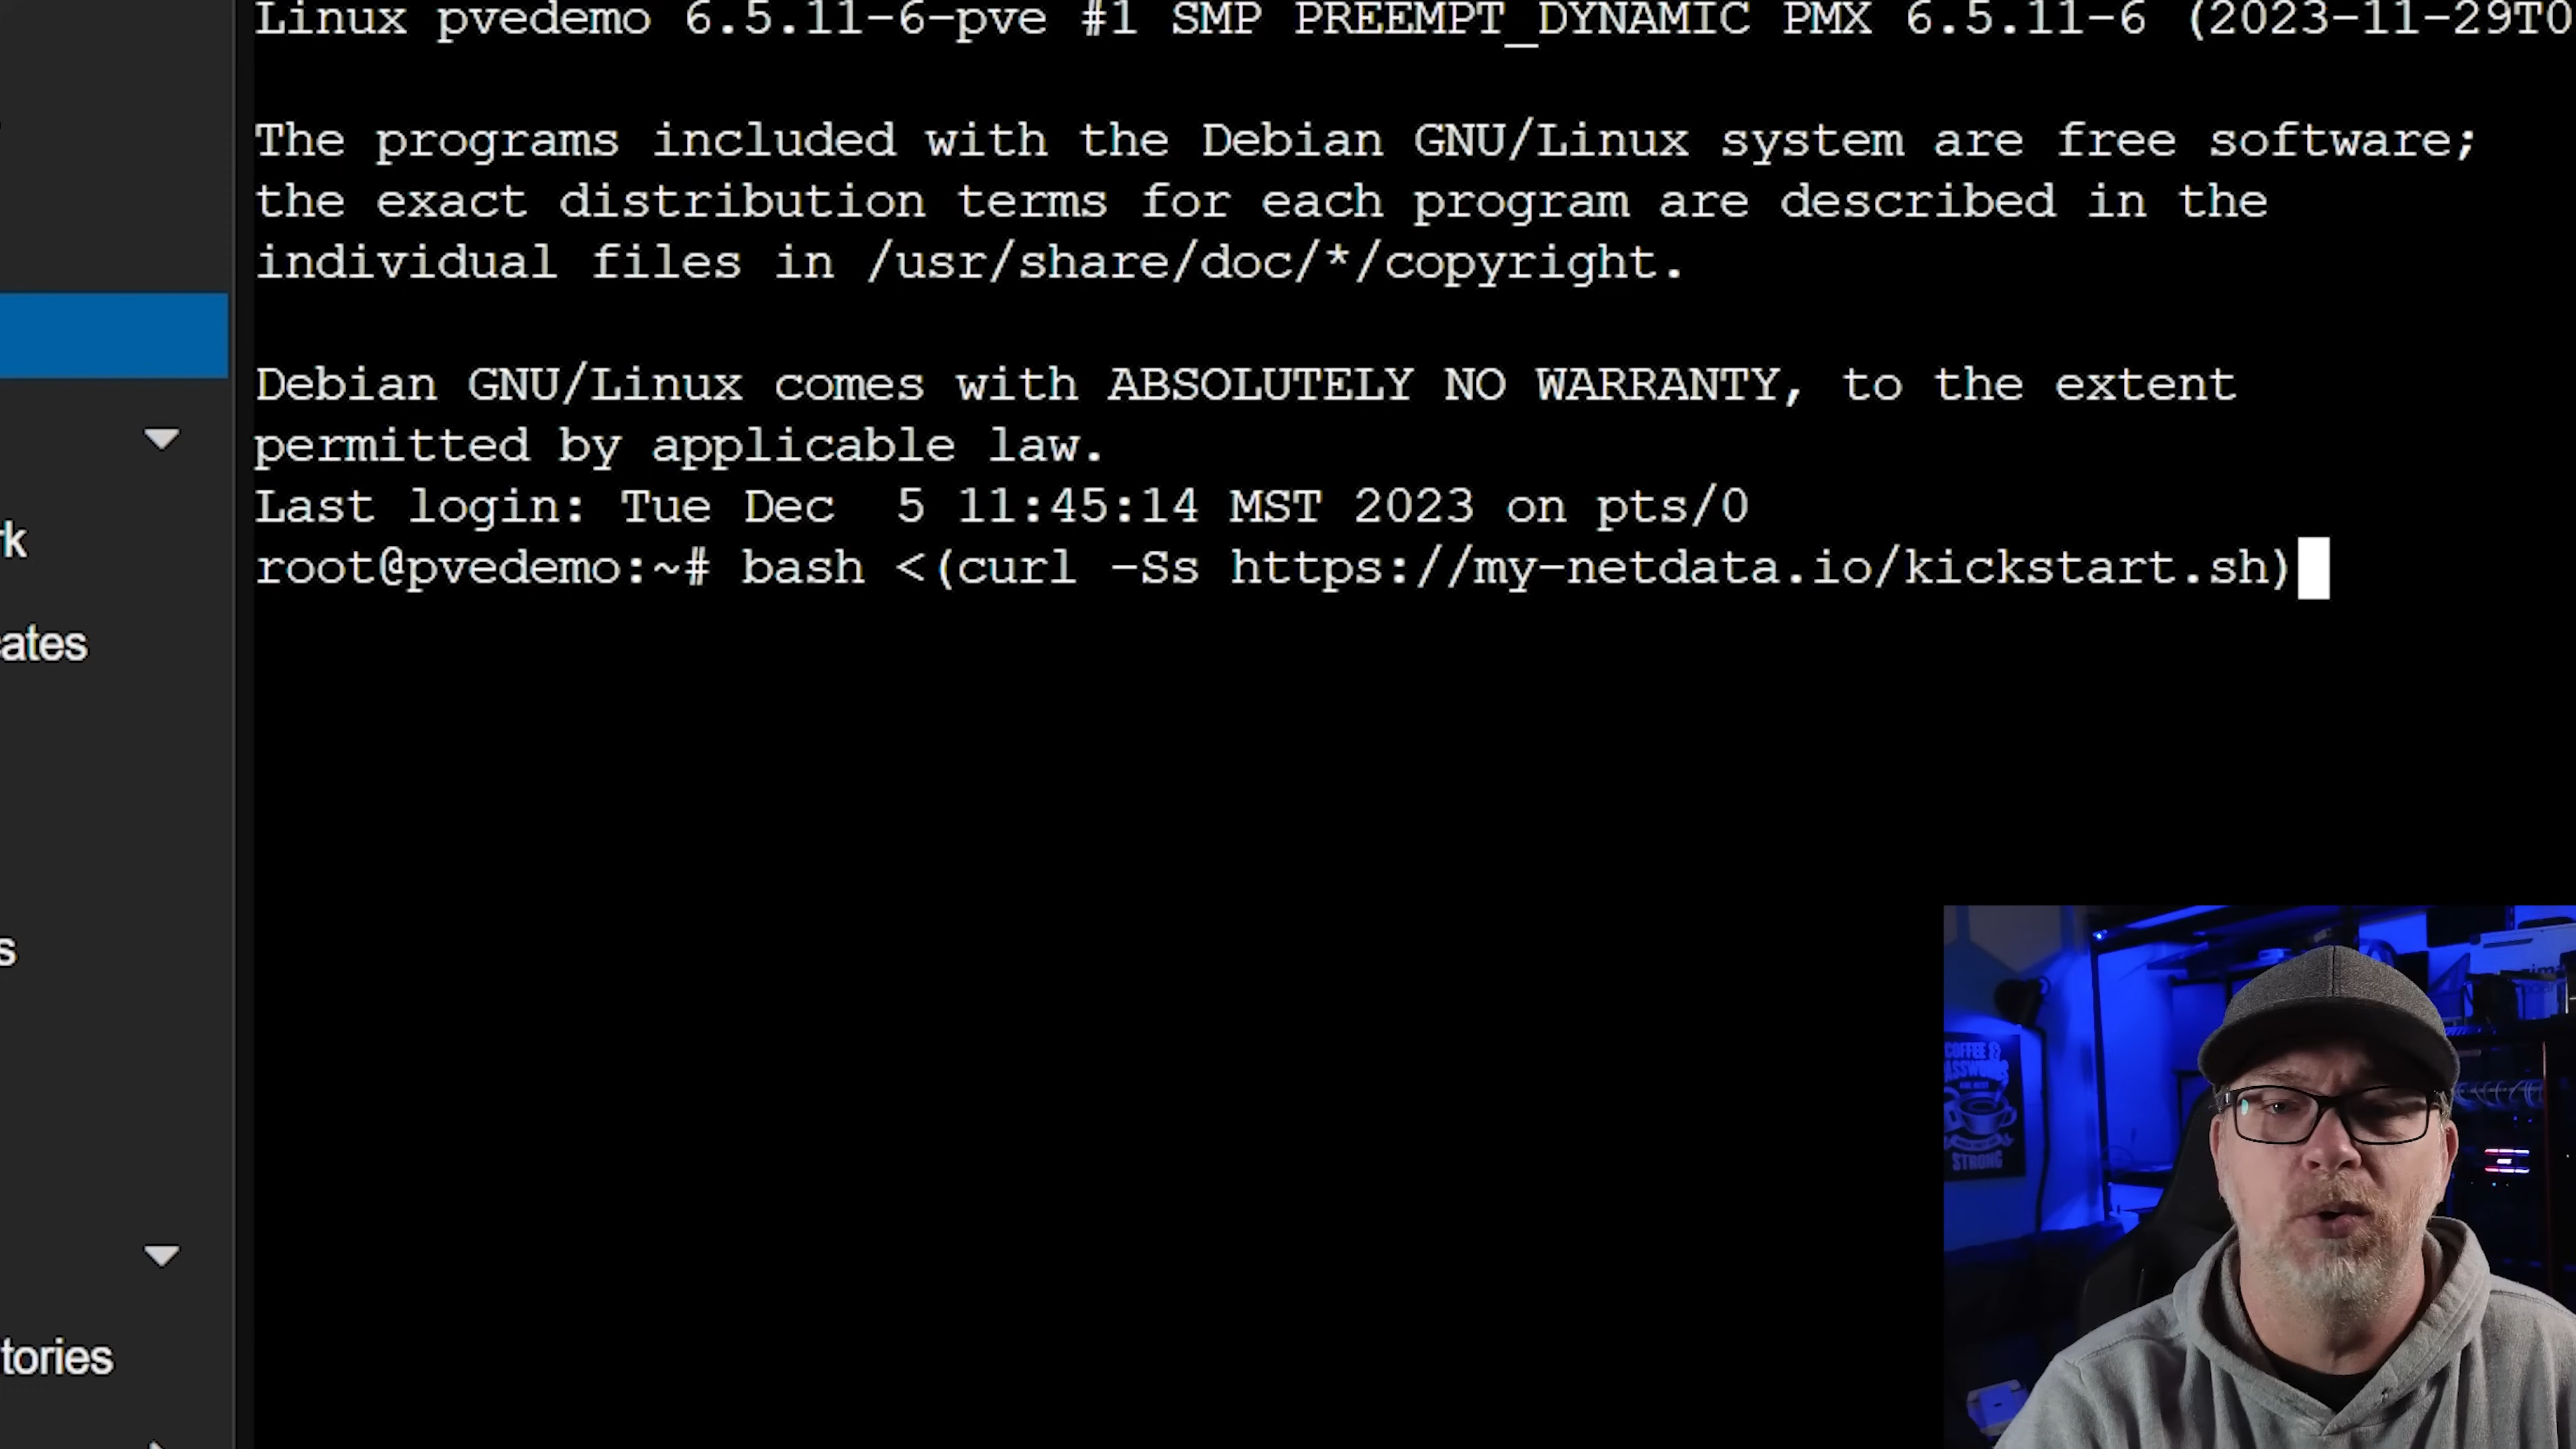 Linux pvedemo 6.5.11-6-pve #1 SMP PREEMPT_DYNAMIC PMX 6.5.11-6 (2023-11-29T0
The programs included with the Debian GNU/Linux system are free software;
the exact distribution terms for each program are described in the
individual files in /usr/share/doc/*/copyright.
Debian GNU/Linux comes with ABSOLUTELY NO WARRANTY, to the extent
permitted by applicable law.
Last login: Tue Dec  5 11:45:14 MST 2023 on pts/0
root@pvedemo:~# bash <(curl -Ss https://my-netdata.io/kickstart.sh)
rk
cates
s
tories
COFFEE &
STRONG